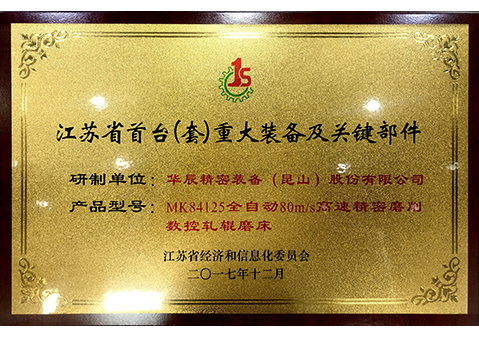 1S
江苏省首台(套)重大装备及关键部件
研制单位：华辰精密装备（昆山）股份有限公司
产品型号：MK84125全自动80m/s高速精密磨削
数控轧辊磨床
江苏省经济和信息化委员会
二〇一七年十二月